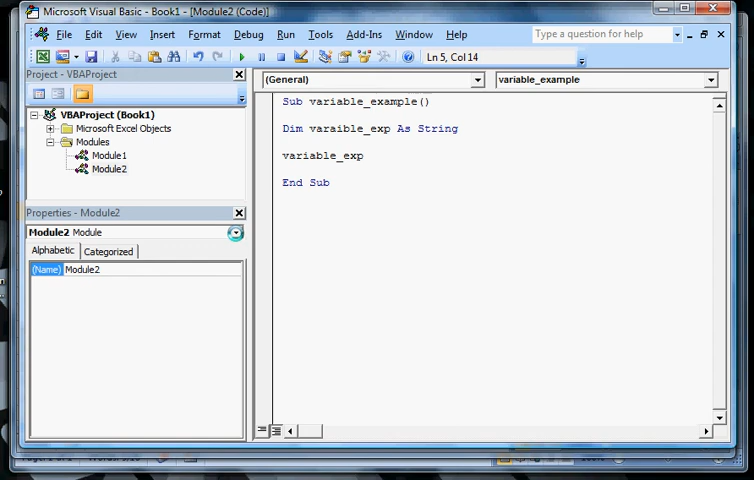 Microsoft Visual Basic - Book1 - [Module2 (Code)]
File Edit View Insert Format Debug Run Tools Add-Ins Window Help Type a question for help
Ln 5, Col 14
Project - VBAProject
(General) variable_example
VBAProject (Book1)
Microsoft Excel Objects
Modules
Module1
Module2
Properties - Module2
Module2 Module
Alphabetic Categorized
(Name) Module2
Sub variable_example()
Dim varaible_exp As String
variable_exp
End Sub